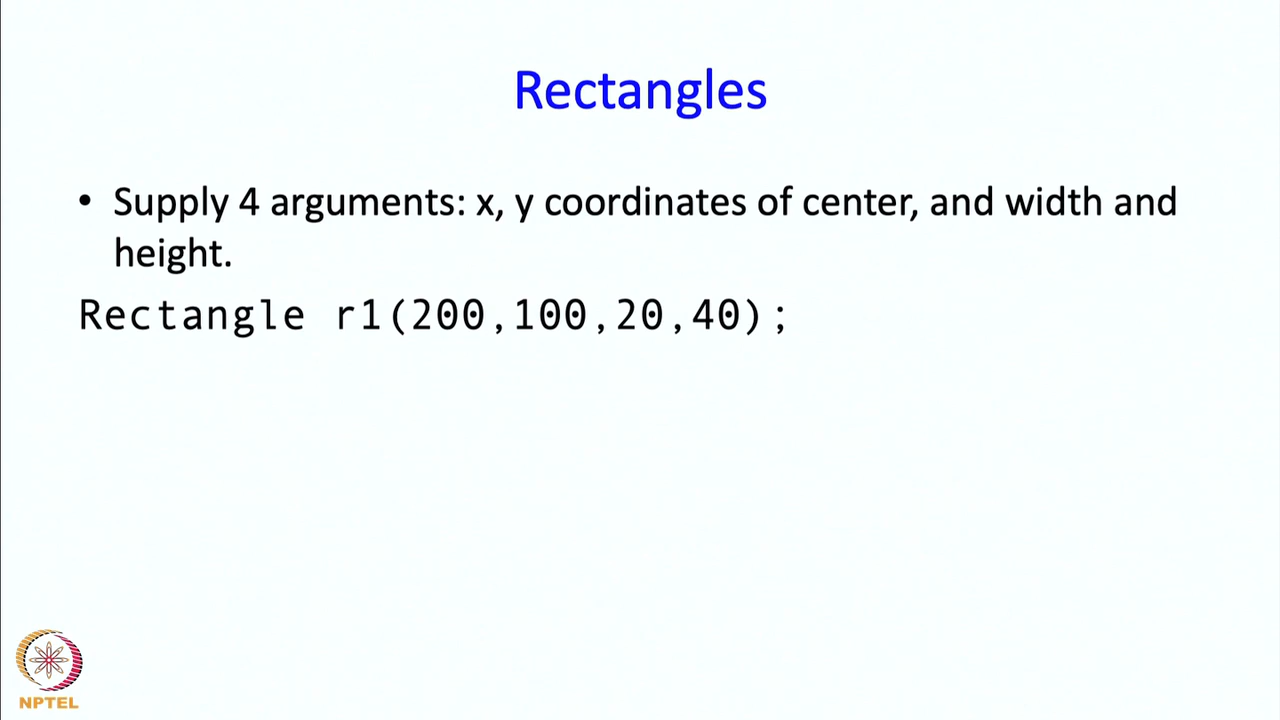 Rectangles
• Supply 4 arguments: x, y coordinates of center, and width and
height.
Rectangle r1(200,100,20,40);
NPTEL